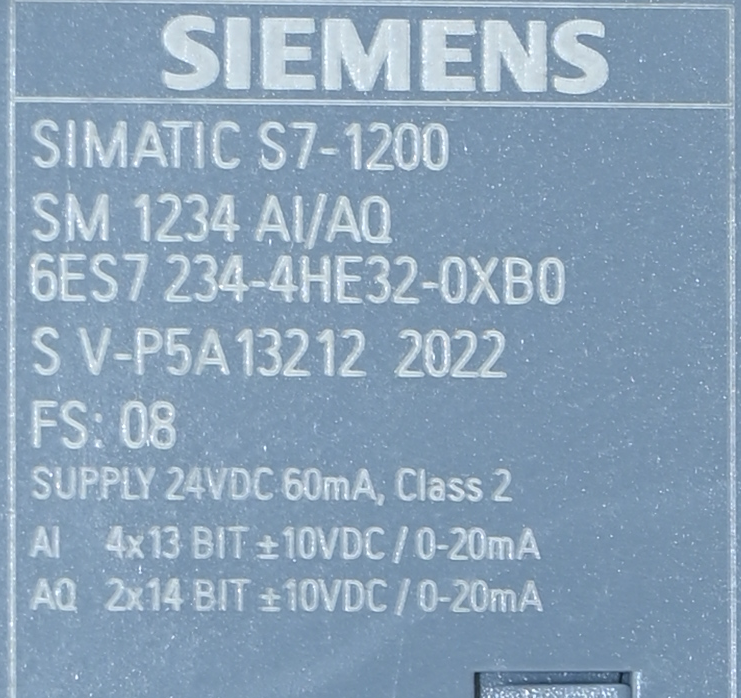 SIEMENS
SIMATIC S7-1200
SM 1234 AI/AQ
6ES7 234-4HE32-0XB0
S V-P5A13212 2022
FS: 08
SUPPLY 24VDC 60mA, Class 2
AI 4x13 BIT ±10VDC / 0-20mA
AQ 2x14 BIT ±10VDC / 0-20mA